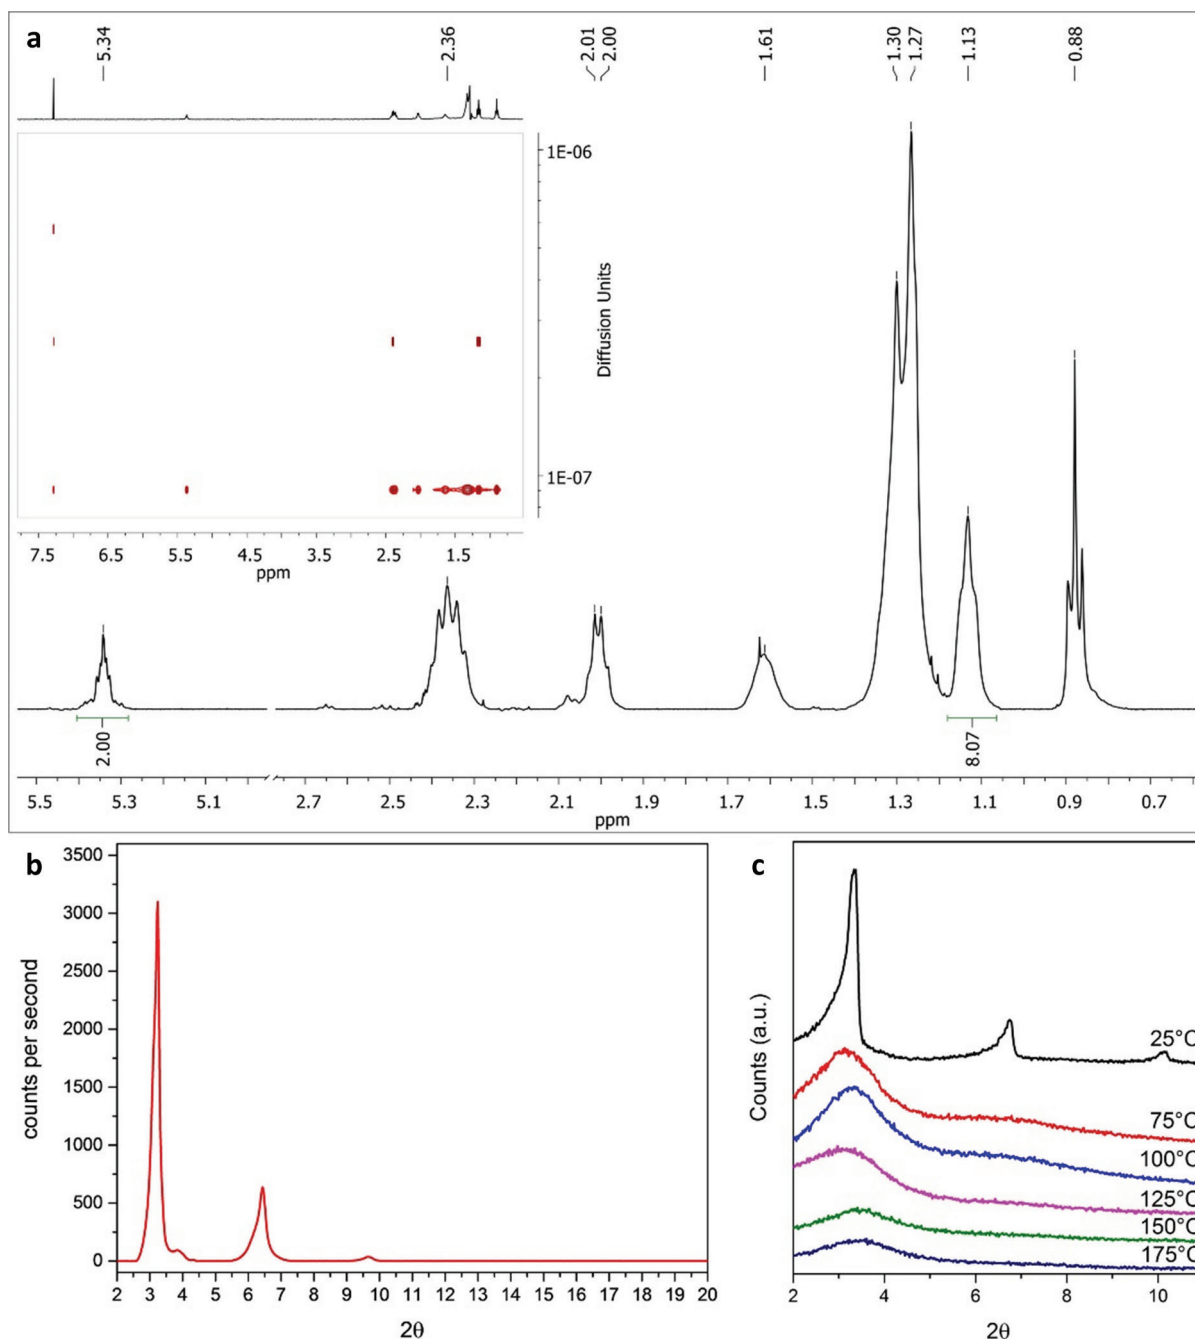 a
5.34
2.36
2.01
2.00
1.61
1.30
1.27
1.13
0.88
1E-06
Diffusion Units
1E-07
7.5 6.5 5.5 4.5 3.5 2.5 1.5
ppm
2.00
8.07
5.5 5.3 5.1 2.7 2.5 2.3 2.1 1.9 1.7 1.5 1.3 1.1 0.9 0.7
ppm
b
3500
3000
2500
2000
1500
1000
500
0
counts per second
2 3 4 5 6 7 8 9 10 11 12 13 14 15 16 17 18 19 20
2θ
c
Counts (a.u.)
25°C
75°C
100°C
125°C
150°C
175°C
2 4 6 8 10
2θ